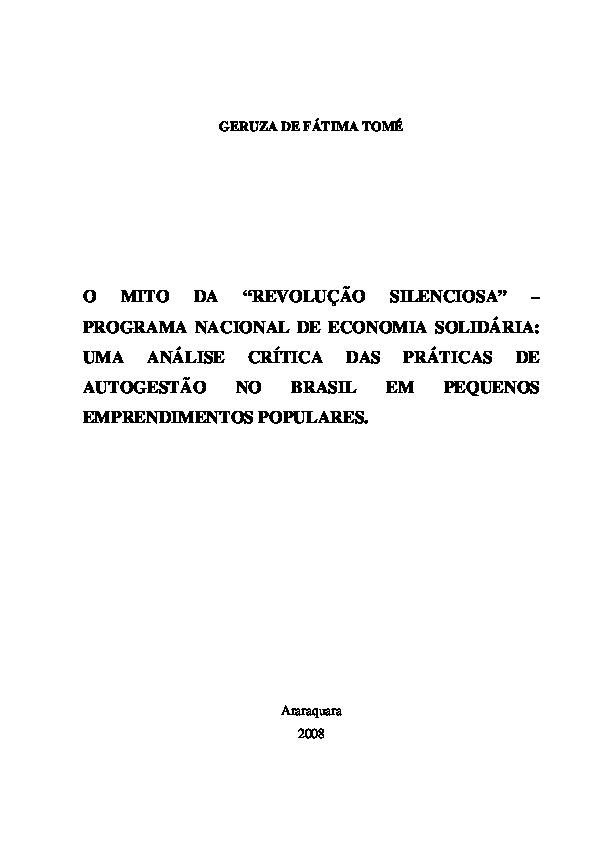 GERUZA DE FÁTIMA TOMÉ
O MITO DA “REVOLUÇÃO SILENCIOSA” –
PROGRAMA NACIONAL DE ECONOMIA SOLIDÁRIA:
UMA ANÁLISE CRÍTICA DAS PRÁTICAS DE
AUTOGESTÃO NO BRASIL EM PEQUENOS
EMPRENDIMENTOS POPULARES.
Araraquara
2008